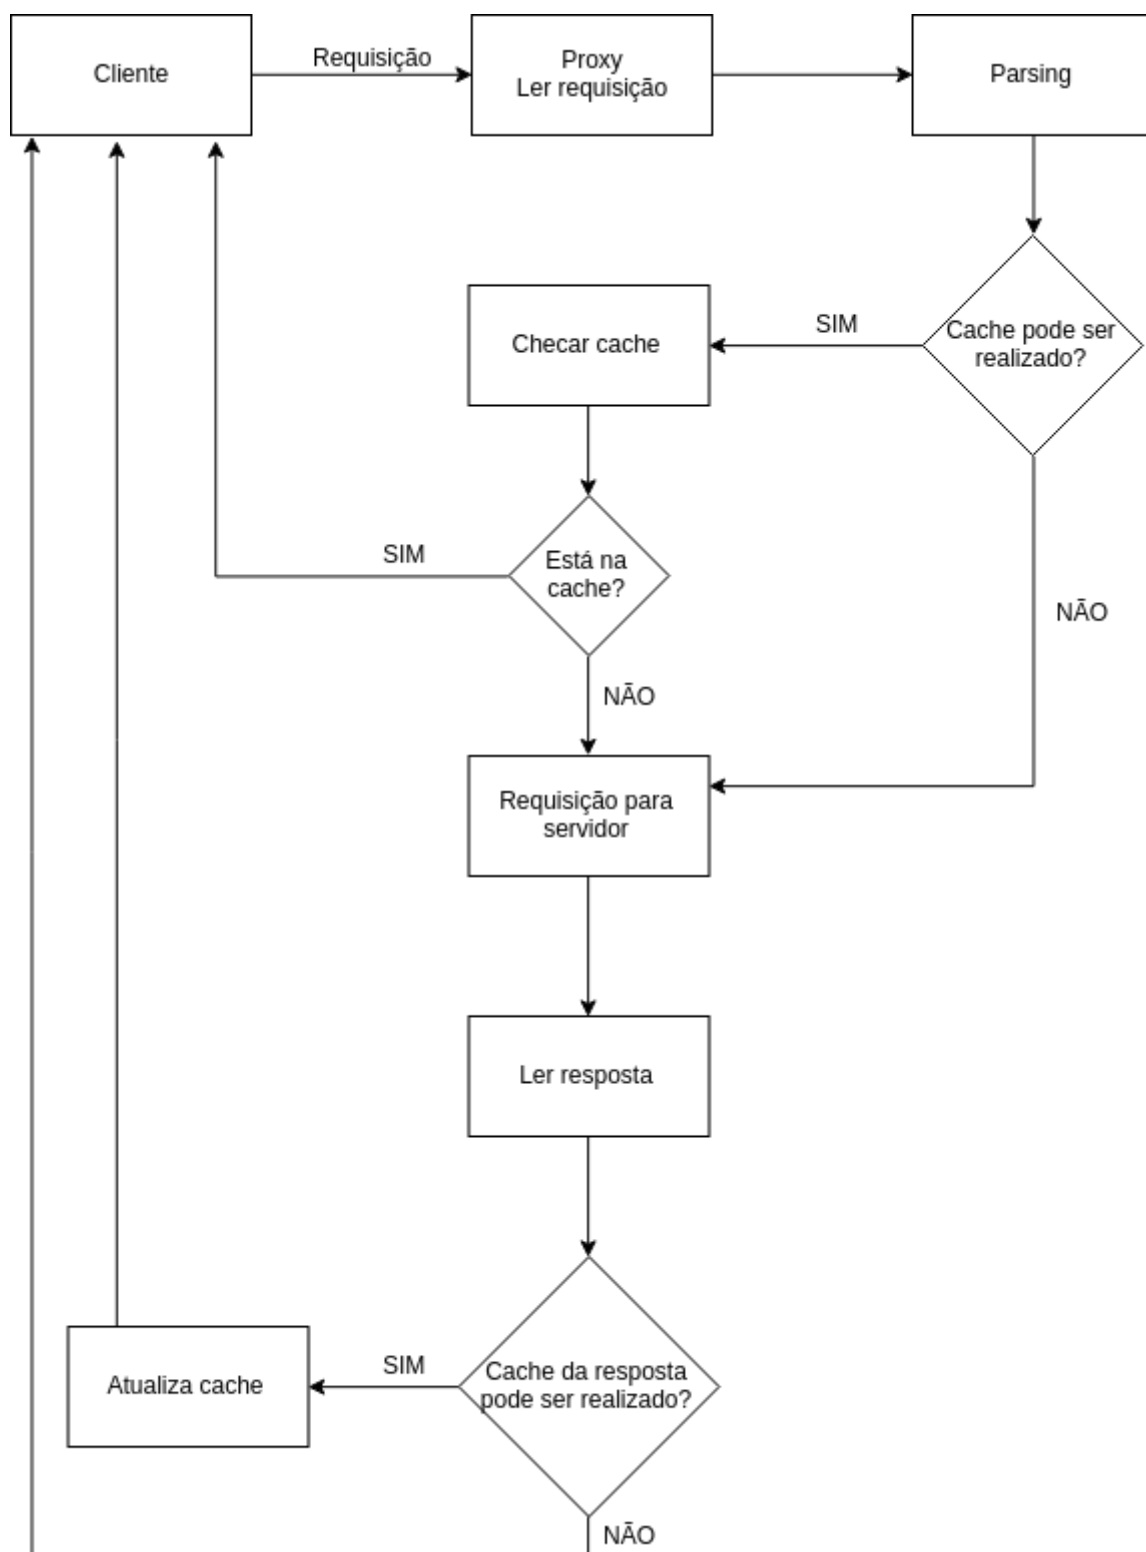 Cliente
Requisição
Proxy
Ler requisição
Parsing
Checar cache
SIM
Cache pode ser
realizado?
SIM
Está na
cache?
NÃO
NÃO
Requisição para
servidor
Ler resposta
Atualiza cache
SIM
Cache da resposta
pode ser realizado?
NÃO